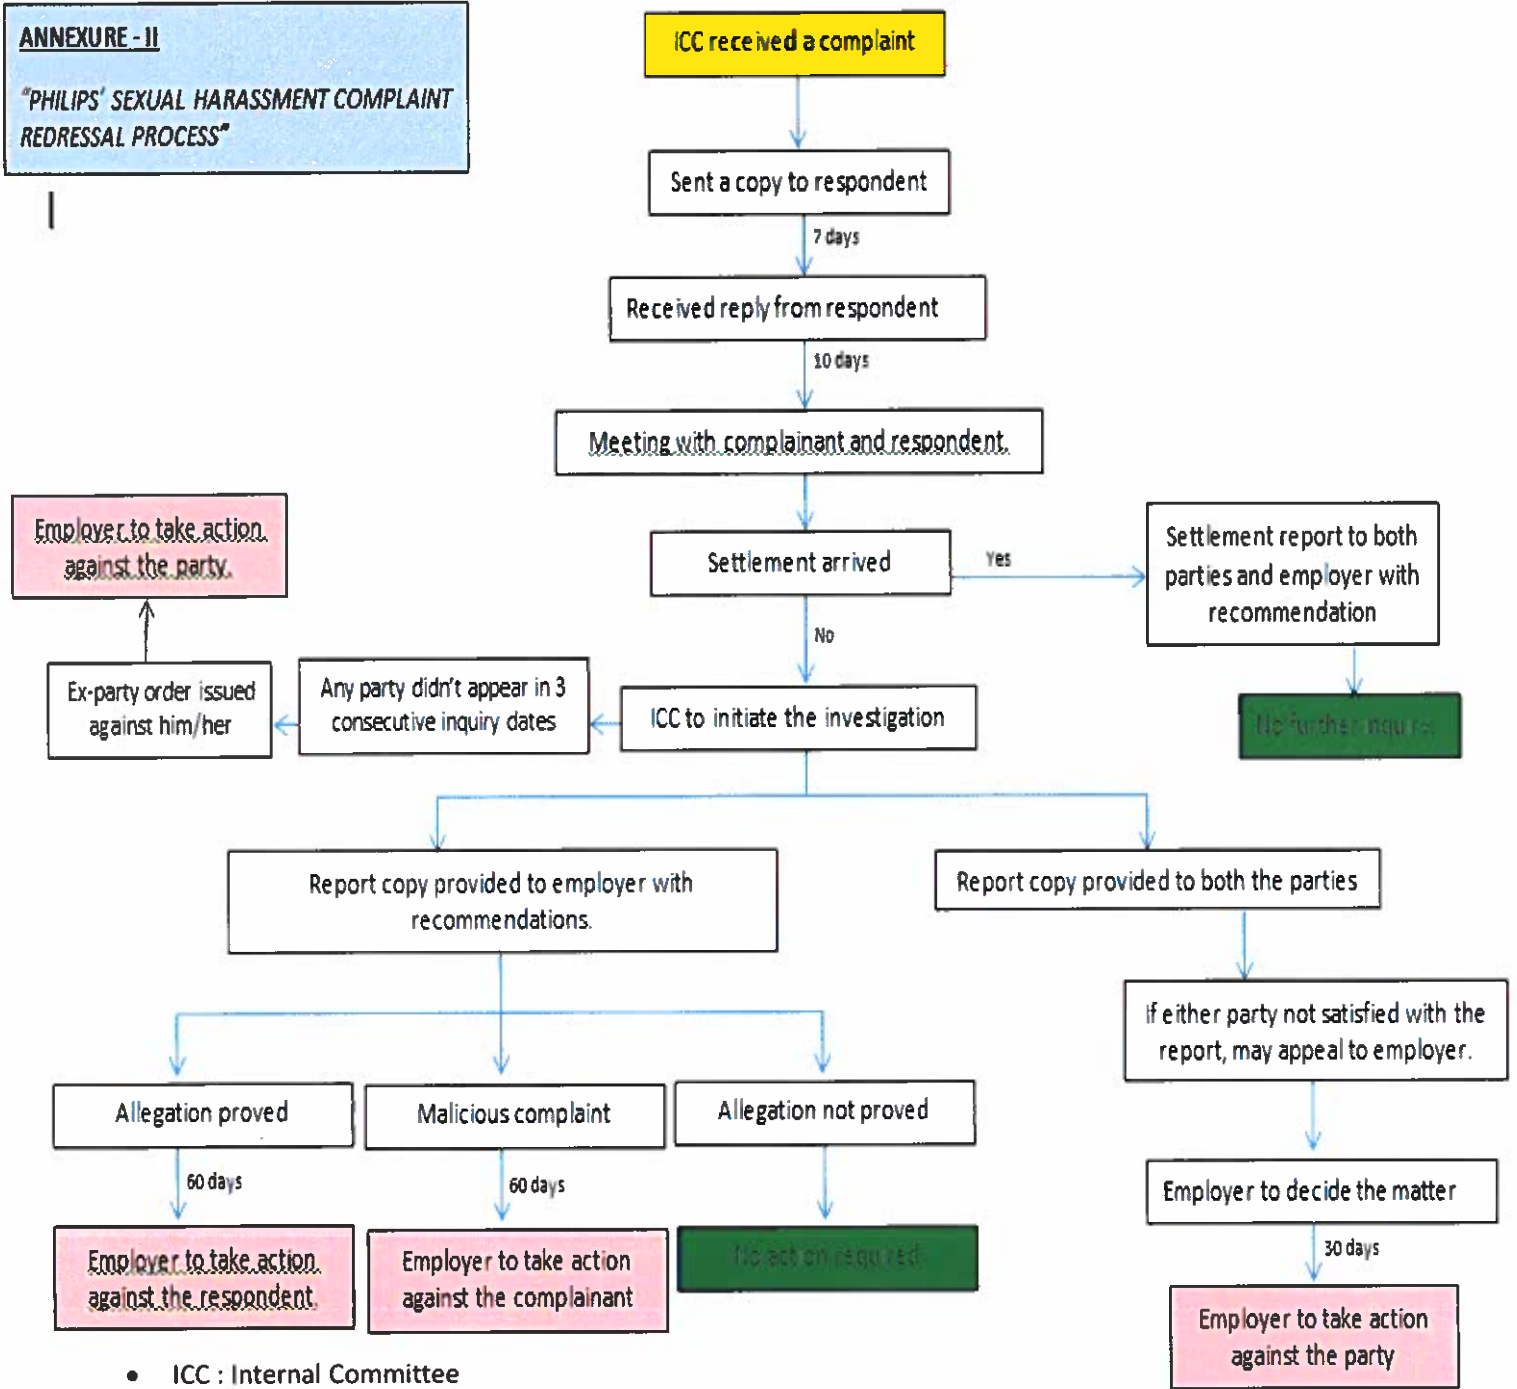 ANNEXURE - II
"PHILIPS' SEXUAL HARASSMENT COMPLAINT
REDRESSAL PROCESS"
ICC received a complaint
Sent a copy to respondent
7 days
Received reply from respondent
10 days
Meeting with complainant and respondent.
Settlement arrived
Yes
Settlement report to both
parties and employer with
recommendation
No further inquire.
No
Employer to take action
against the party.
Ex-party order issued
against him/her
Any party didn't appear in 3
consecutive inquiry dates
ICC to initiate the investigation
Report copy provided to employer with
recommendations.
Report copy provided to both the parties
If either party not satisfied with the
report, may appeal to employer.
Allegation proved
Malicious complaint
Allegation not proved
60 days
60 days
Employer to decide the matter
30 days
Employer to take action
against the respondent.
Employer to take action
against the complainant
No action required
Employer to take action
against the party
• ICC : Internal Committee